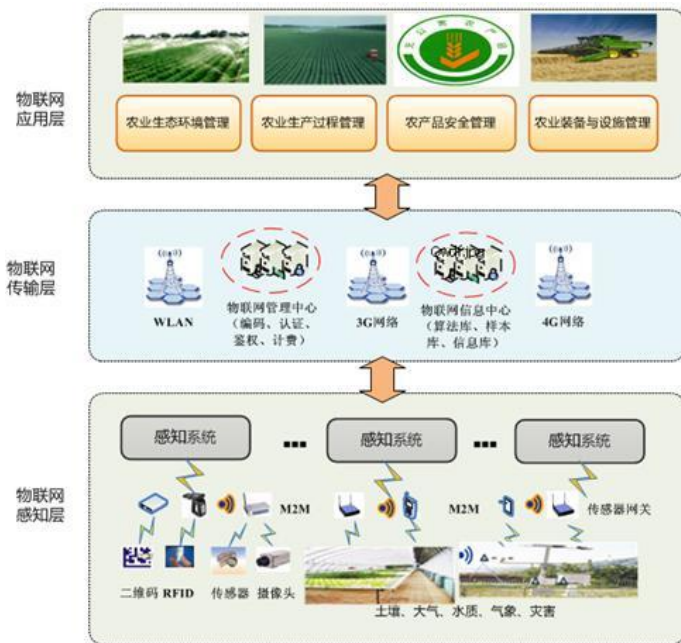 物联网
应用层
农业生态环境管理
农业生产过程管理
农产品安全管理
农业装备与设施管理
物联网
传输层
WLAN
物联网管理中心
（编码、认证、
鉴权、计费）
3G网络
物联网信息中心
（算法库、样本
库、信息库）
4G网络
物联网
感知层
感知系统
感知系统
感知系统
M2M
M2M
传感器网关
二维码
RFID
传感器
摄像头
土壤、大气、水质、气象、灾害